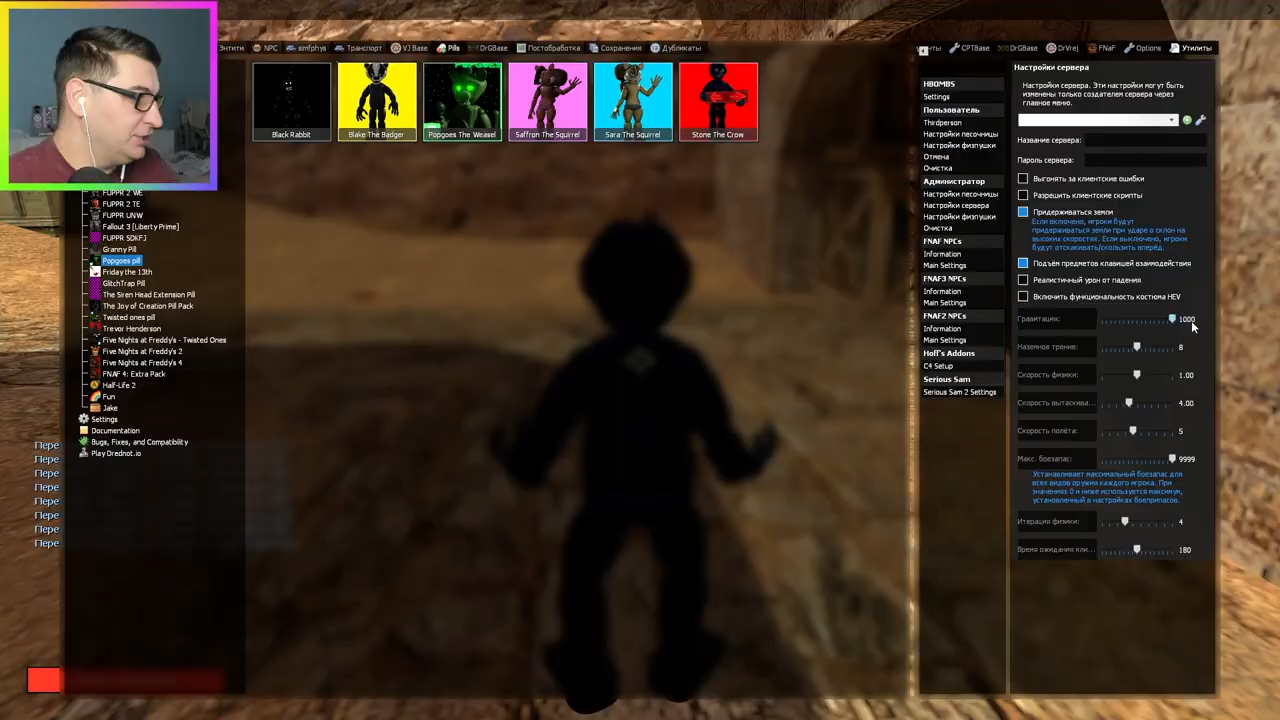 нтити
NPC
simfphys
Транспорт
VJ Base
Pills
DrGBase
Постобработка
Сохранения
Дубликаты
нты
CPTBase
DrGBase
DrVrej
FNaF
Options
Утилиты
Black Rabbit
Blake The Badger
Popgoes The Weasel
Saffron The Squirrel
Sara The Squirrel
Stone The Crow
FUPPR 2 WE
FUPPR 2 TE
FUPPR UNW
Fallout 3 [Liberty Prime]
FUPPR SDKFJ
Granny Pill
Popgoes pill
Friday the 13th
GlitchTrap Pill
The Siren Head Extension Pill
The Joy of Creation Pill Pack
Twisted ones pill
Trevor Henderson
Five Nights at Freddy's - Twisted Ones
Five Nights at Freddy's 2
Five Nights at Freddy's 4
FNAF 4: Extra Pack
Half-Life 2
Fun
Jake
Settings
Documentation
Bugs, Fixes, and Compatibility
Play Drednot.io
Пере
Пере
Пере
Пере
Пере
Пере
Пере
Пере
HBOMBS
Settings
Пользователь
Thirdperson
Настройки песочницы
Настройки физпушки
Отмена
Очистка
Администратор
Настройки песочницы
Настройки сервера
Настройки физпушки
Очистка
FNAF NPCs
Information
Main Settings
FNAF3 NPCs
Information
Main Settings
FNAF2 NPCs
Information
Main Settings
Hoff's Addons
C4 Setup
Serious Sam
Serious Sam 2 Settings
Настройки сервера
Настройки сервера. Эти настройки могут быть
изменены только создателем сервера через
главное меню.
Название сервера:
Пароль сервера:
Выгонять за клиентские ошибки
Разрешить клиентские скрипты
Придерживаться земли
Если включено, игроки будут
придерживаться земли при ударе о склон на
высоких скоростях. Если выключено, игроки
будут отскакивать/скользить вперёд.
Подъём предметов клавишей взаимодействия
Реалистичный урон от падения
Включить функциональность костюма HEV
Гравитация: 1000
Наземное трение: 8
Скорость физики: 1.00
Скорость вытаскива... 4.00
Скорость полёта: 5
Макс. боезапас: 9999
Устанавливает максимальный боезапас для
всех видов оружия каждого игрока. При
значениях 0 и ниже используется максимум,
установленный в настройках боеприпасов.
Итерация физики: 4
Время ожидания кли... 180